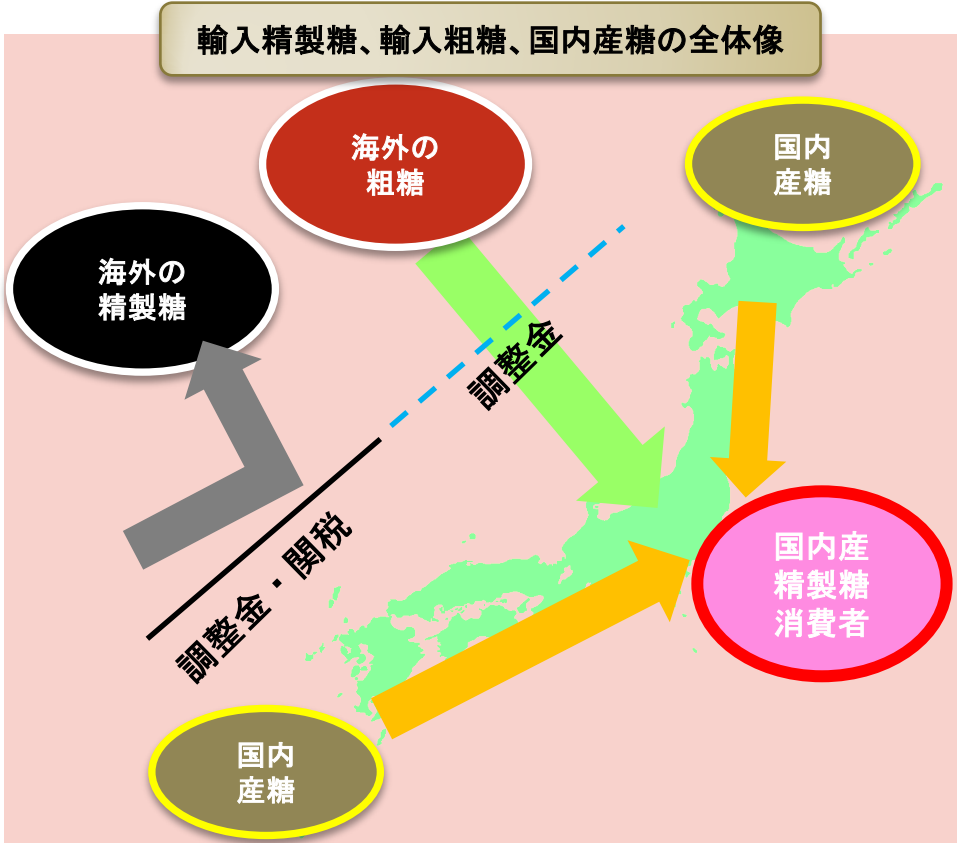 輸入精製糖、輸入粗糖、国内産糖の全体像
海外の
粗糖
国内
産糖
海外の
精製糖
調整金
調整金・関税
国内産
精製糖
消費者
国内
産糖